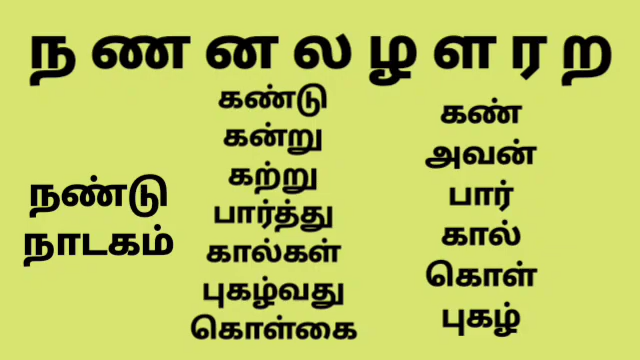 ந ண ன ல ழ ள ர ற
நண்டு
நாடகம்
கண்டு
கன்று
கற்று
பார்த்து
கால்கள்
புகழ்வது
கொள்கை
கண்
அவன்
பார்
கால்
கொள்
புகழ்